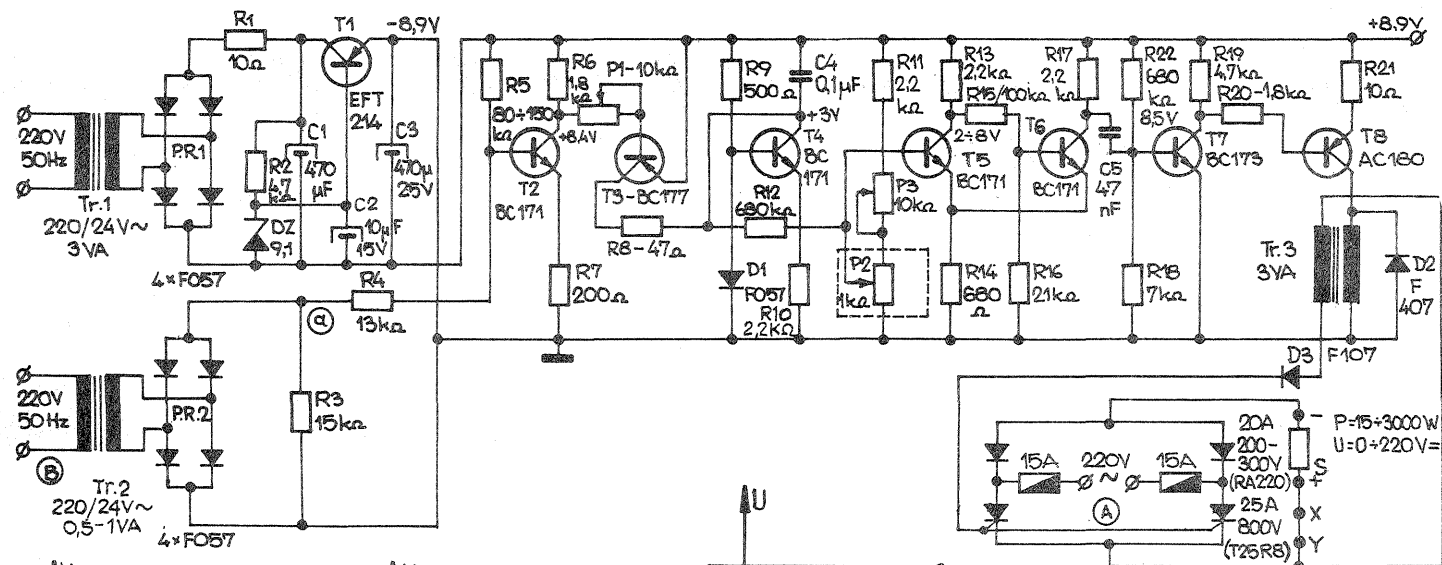 R1
10Ω
T1
-8,9V
EFT
214
220V
50Hz
P.R.1
Tr.1
220/24V~
3VA
4×F057
R2
4,7
kΩ
C1
470
µF
C3
470µ
25V
C2
10µF
15V
DZ
9,1
R4
13kΩ
a
R3
15kΩ
220V
50Hz
P.R.2
B
Tr.2
220/24V~
0,5-1VA
4×F057
R5
80÷150
kΩ
R6
1,8
kΩ
P1-10kΩ
+8,4V
T2
BC171
T3-BC177
R8-47Ω
R7
200Ω
R9
500Ω
C4
0,1µF
+3V
T4
BC
171
R12
680kΩ
D1
F057
R10
2,2kΩ
R11
2,2
kΩ
P3
10kΩ
P2
1kΩ
R13
2,2kΩ
R15/100kΩ
2÷8V
T5
BC171
R14
680
Ω
R16
2,1kΩ
R17
2,2
kΩ
T6
BC171
C5
47
nF
R22
680
kΩ
8,5V
R18
7kΩ
R19
4,7kΩ
R20-1,8kΩ
T7
BC173
+8,9V
R21
10Ω
T8
AC180
Tr.3
3VA
D2
F
407
D3 F107
20A
200-
300V
(RA220)
15A
220V
~
15A
A
25A
800V
(T25R8)
-
S
+
X
Y
P=15÷3000W
U=0÷220V=
U